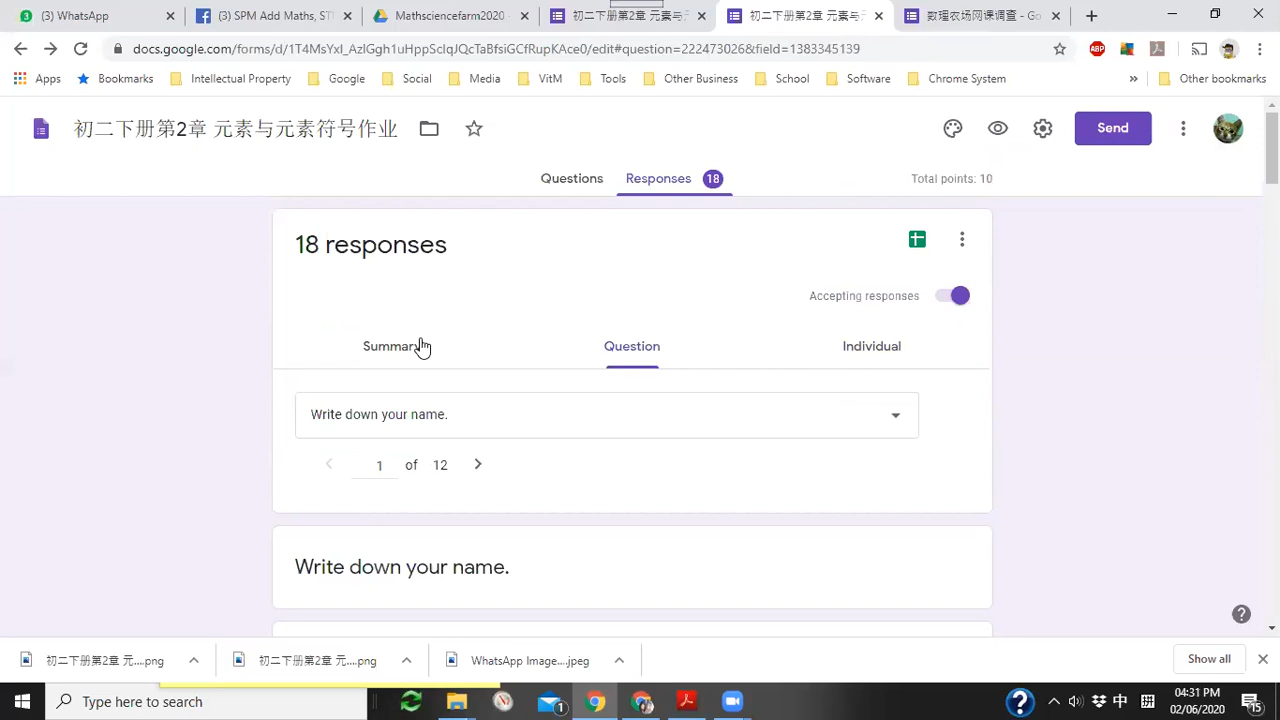 (3) WhatsApp
[SPM Add Maths, ST
Mathsciencefarm2020
初二下册第2章 元素与
初二下册第2章 元素与元
数理农场网课调查 - Go
docs.google.com/forms/d/1T4MsYxI_AzlGgh1uHppScIqJQcTaBfsiGCfRupKAce0/edit#question=222473026&field=1383345139
ABP
Apps
Bookmarks
Intellectual Property
Google
Social
Media
VitM
Tools
Other Business
School
Software
Chrome System
»
Other bookmarks
初二下册第2章 元素与元素符号作业
Send
Questions
Responses 18
Total points: 10
18 responses
Accepting responses
Summary
Question
Individual
Write down your name.
1 of 12
Write down your name.
初二下册第2章 元....png
初二下册第2章 元....png
WhatsApp Image....jpeg
Show all
Type here to search
1
中
拼
04:31 PM
02/06/2020
15